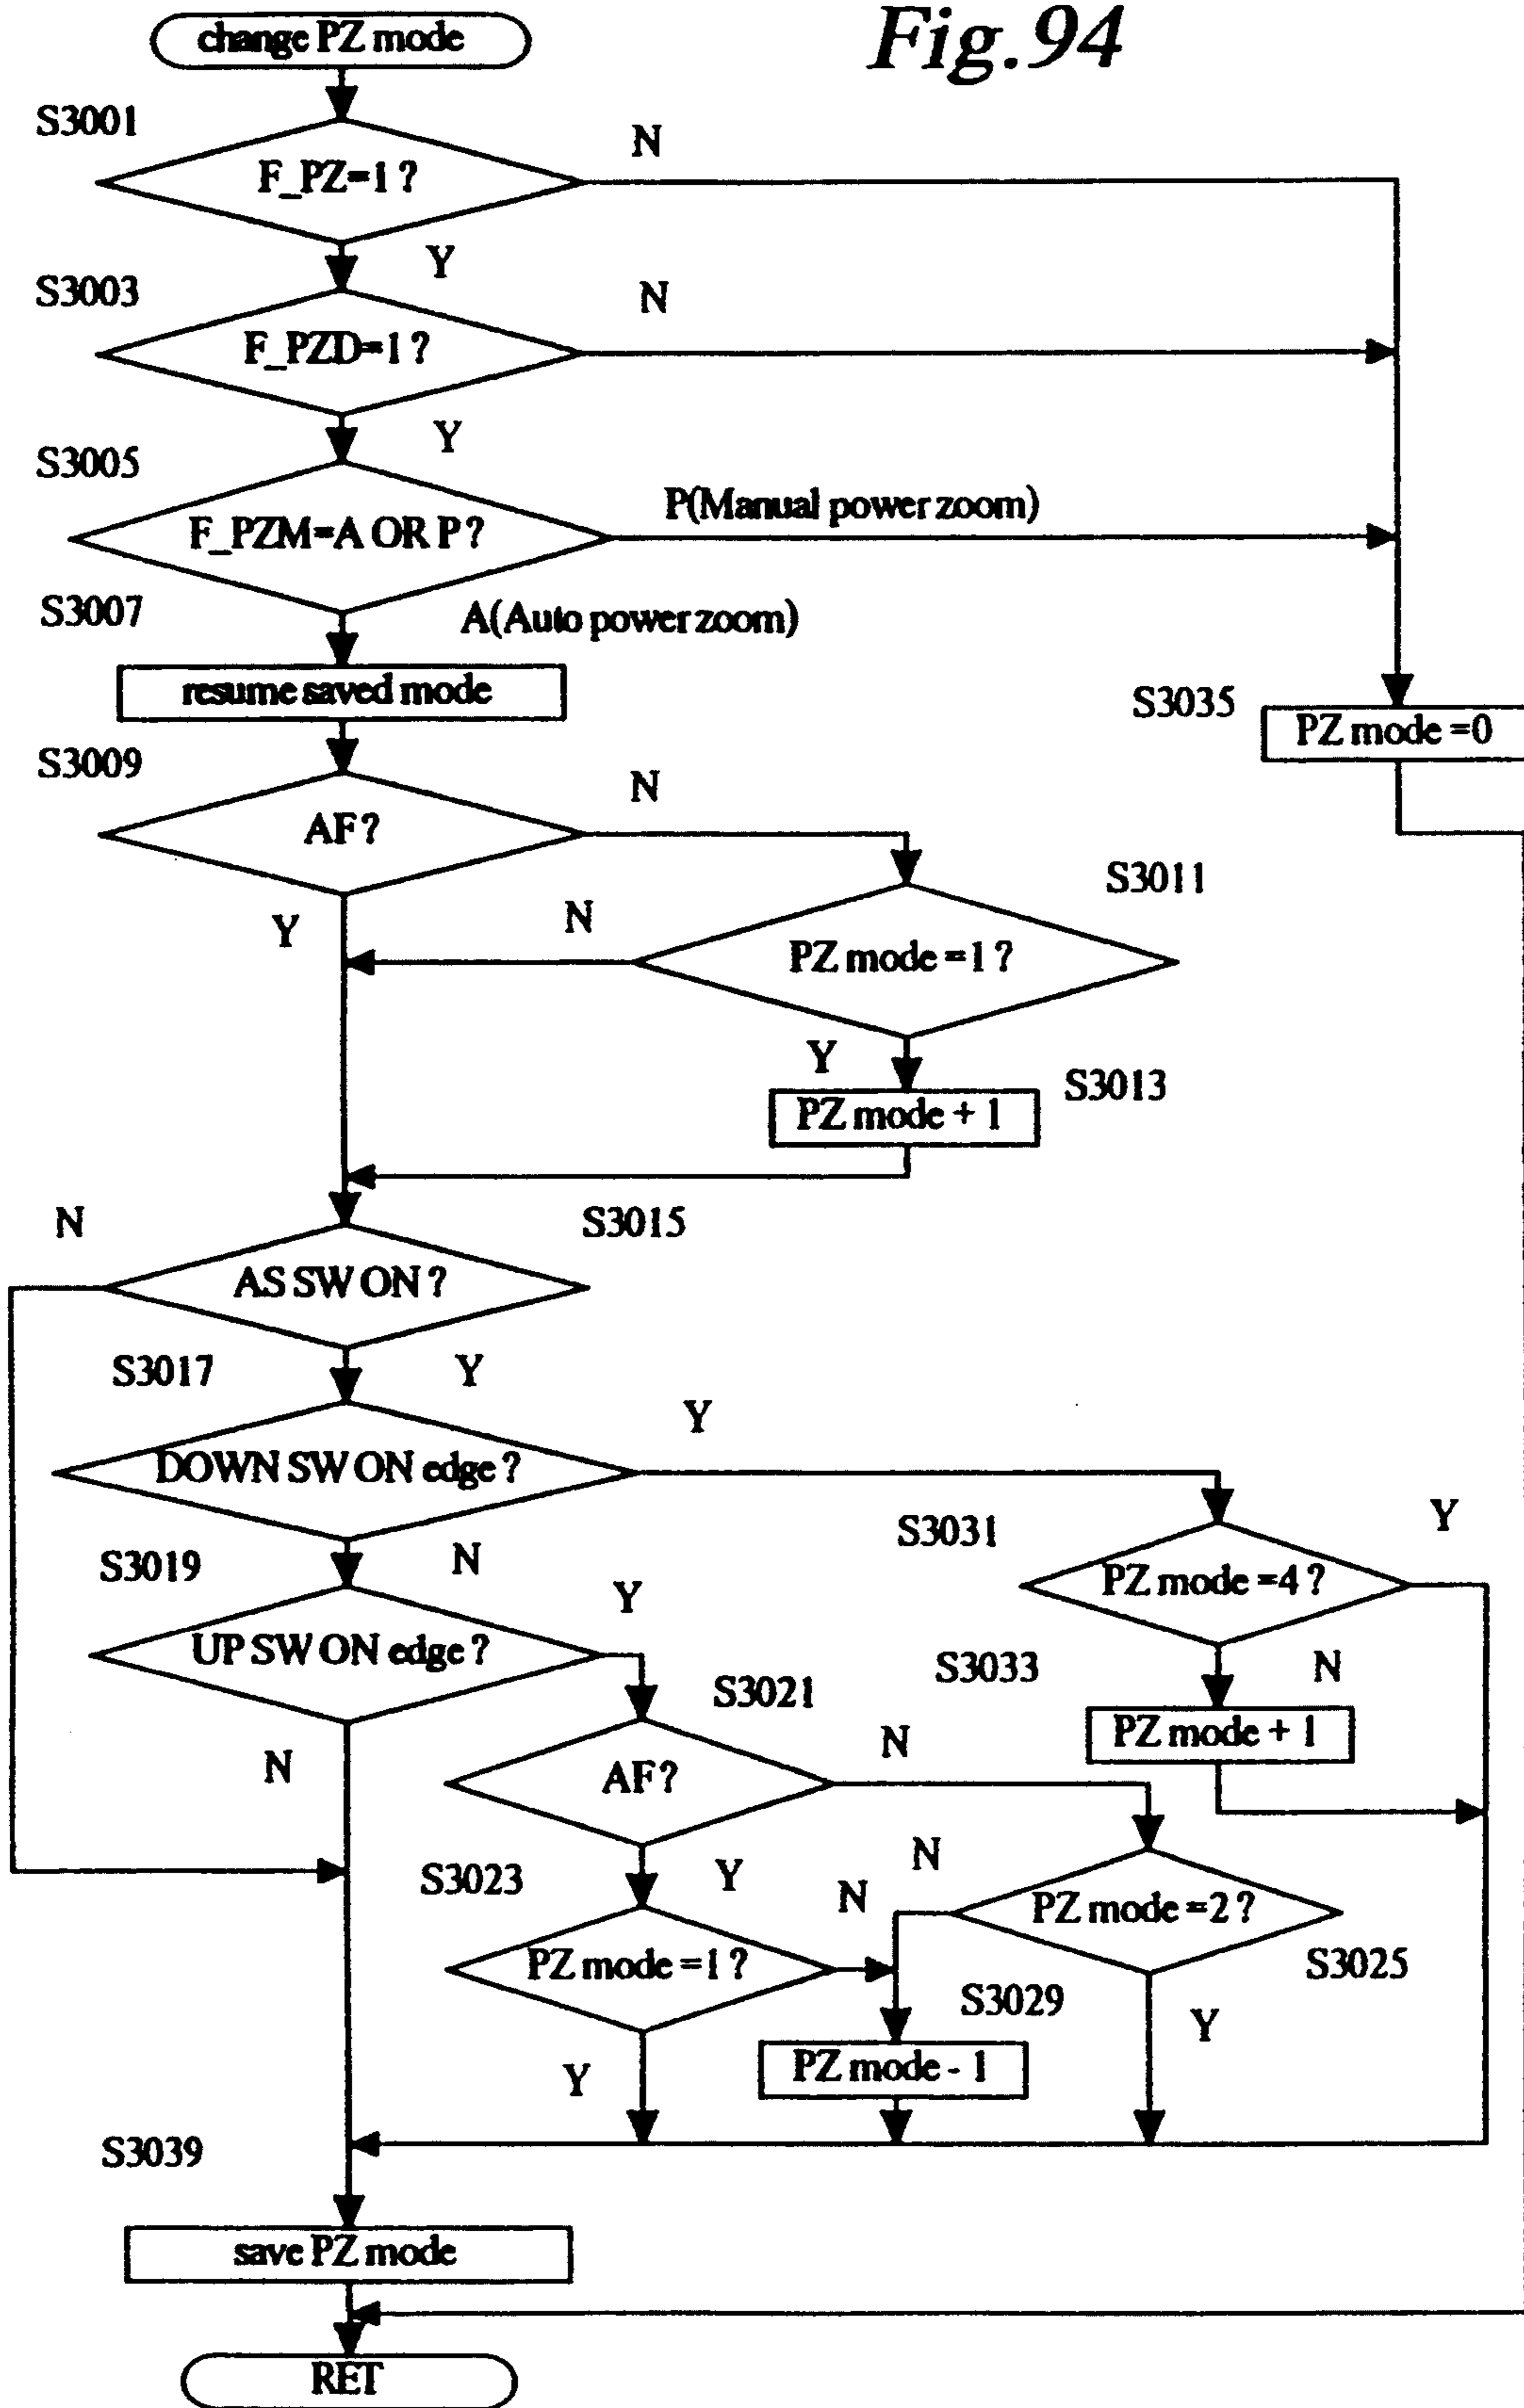 Fig.94
change PZ mode
S3001
F_PZ=1?
N
Y
S3003
F_PZD=1?
N
Y
S3005
F_PZM=A OR P?
P(Manual power zoom)
S3007
A(Auto power zoom)
resume saved mode
S3035
PZ mode =0
S3009
AF?
N
Y
S3011
PZ mode =1?
N
Y
S3013
PZ mode + 1
N
S3015
AS SW ON?
S3017
Y
DOWN SW ON edge?
Y
S3019
N
S3031
PZ mode =4?
Y
UP SW ON edge?
Y
S3033
N
PZ mode + 1
N
S3021
AF?
N
S3023
Y
N
N
PZ mode =2?
S3025
PZ mode =1?
S3029
Y
PZ mode - 1
Y
S3039
save PZ mode
RET